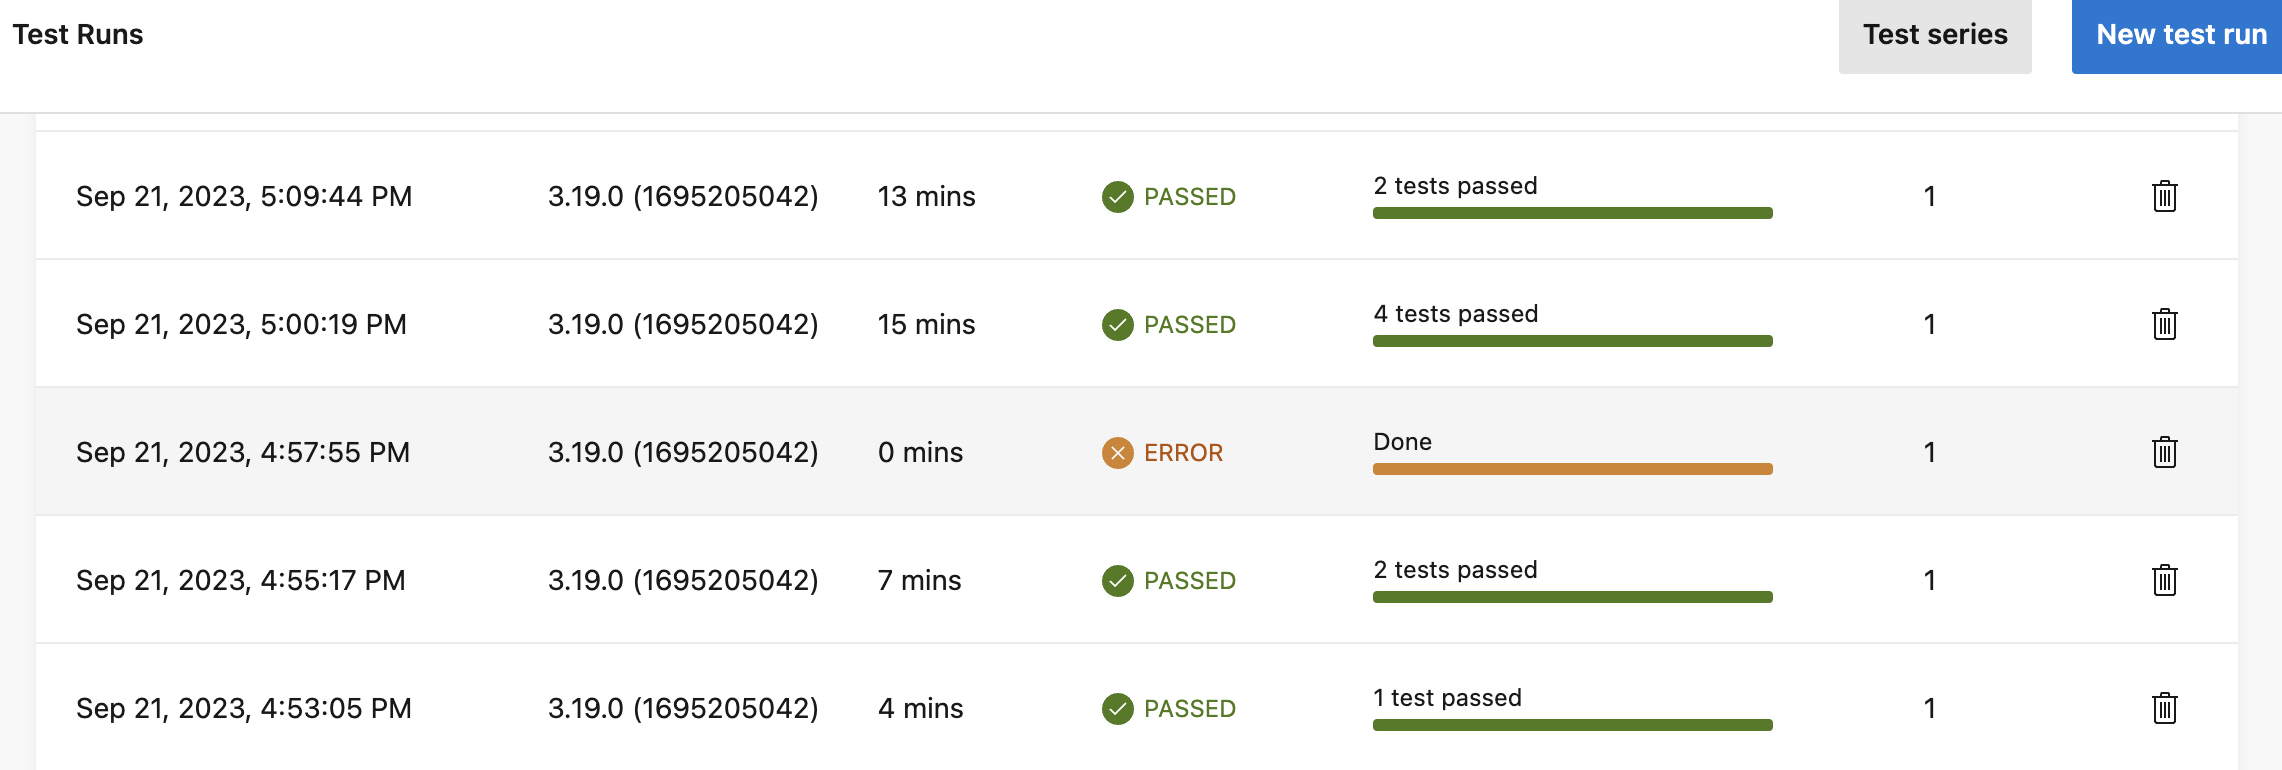 Test Runs
Test series
New test run
Sep 21, 2023, 5:09:44 PM 3.19.0 (1695205042) 13 mins PASSED 2 tests passed 1
Sep 21, 2023, 5:00:19 PM 3.19.0 (1695205042) 15 mins PASSED 4 tests passed 1
Sep 21, 2023, 4:57:55 PM 3.19.0 (1695205042) 0 mins ERROR Done 1
Sep 21, 2023, 4:55:17 PM 3.19.0 (1695205042) 7 mins PASSED 2 tests passed 1
Sep 21, 2023, 4:53:05 PM 3.19.0 (1695205042) 4 mins PASSED 1 test passed 1